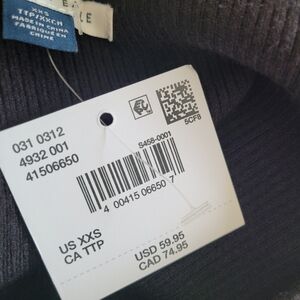 XXS
TTP/XXCH
MADE IN CHINA
FABRIQUÉ EN
CHINE
031 0312
4932 001
41506650
S458-0001
5CF8
4 00415 06650 7
US XXS
CA TTP
USD 59.95
CAD 74.95